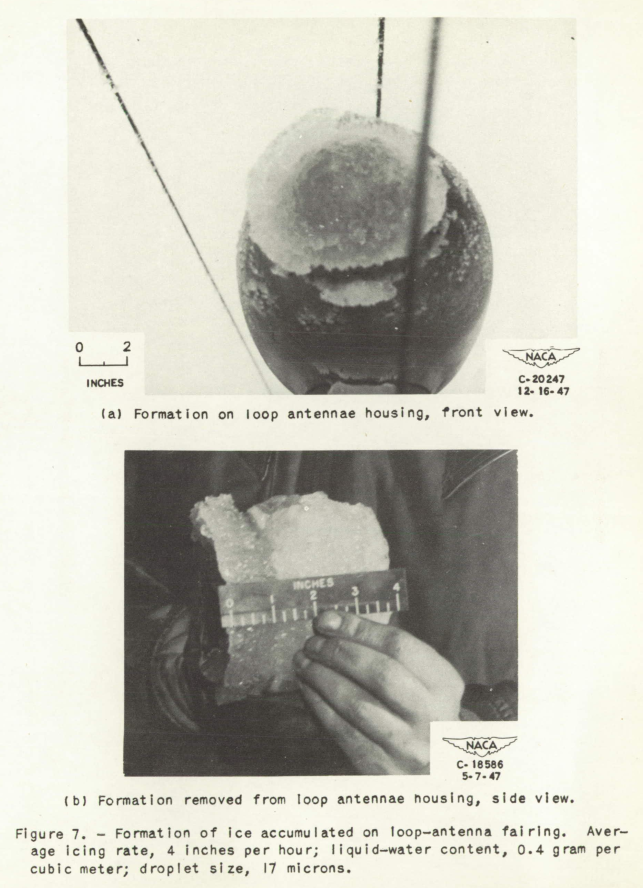 0 2
INCHES
NACA
C-20247
12-16-47
(a) Formation on loop antennae housing, front view.
INCHES
0 1 2 3 4
NACA
C-18586
5-7-47
(b) Formation removed from loop antennae housing, side view.
Figure 7. – Formation of ice accumulated on loop-antenna fairing. Aver-
age icing rate, 4 inches per hour; liquid-water content, 0.4 gram per
cubic meter; droplet size, 17 microns.